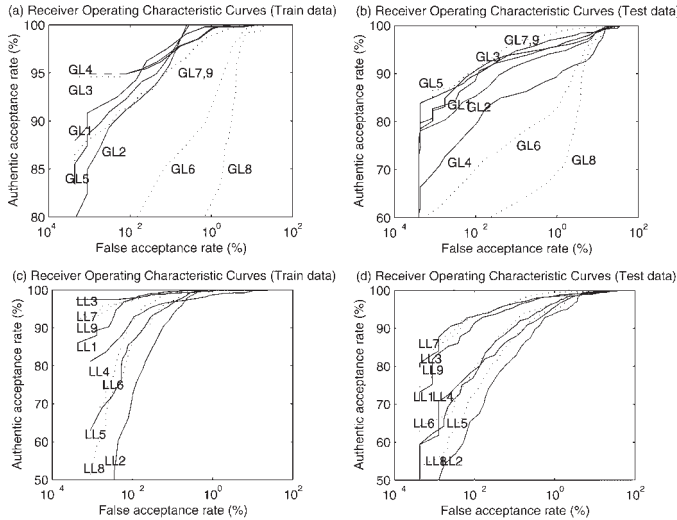 (a) Receiver Operating Characteristic Curves (Train data)
Authentic acceptance rate (%)
100
95
90
85
80
GL4
GL3
GL1
GL5
GL2
GL7,9
GL6
GL8
10 4
10 2
10 0
10 2
False acceptance rate (%)
(b) Receiver Operating Characteristic Curves (Test data)
Authentic acceptance rate (%)
100
90
80
70
60
GL7,9
GL3
GL5
GL1
GL2
GL4
GL6
GL8
10 4
10 2
10 0
10 2
False acceptance rate (%)
(c) Receiver Operating Characteristic Curves (Train data)
Authentic acceptance rate (%)
100
90
80
70
60
50
LL3
LL7
LL9
LL1
LL4
LL6
LL5
LL8
LL2
10 4
10 2
10 0
10 2
False acceptance rate (%)
(d) Receiver Operating Characteristic Curves (Test data)
Authentic acceptance rate (%)
100
90
80
70
60
50
LL7
LL3
LL9
LL1
LL4
LL6
LL5
LL8
LL2
10 4
10 2
10 0
10 2
False acceptance rate (%)